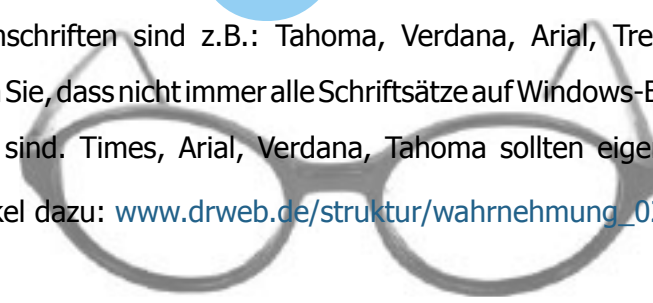 nschriften sind z.B.: Tahoma, Verdana, Arial, Tre
Sie, dass nicht immer alle Schriftsätze auf Windows-
sind. Times, Arial, Verdana, Tahoma sollten eige
kel dazu: www.drweb.de/struktur/wahrnehmung_0